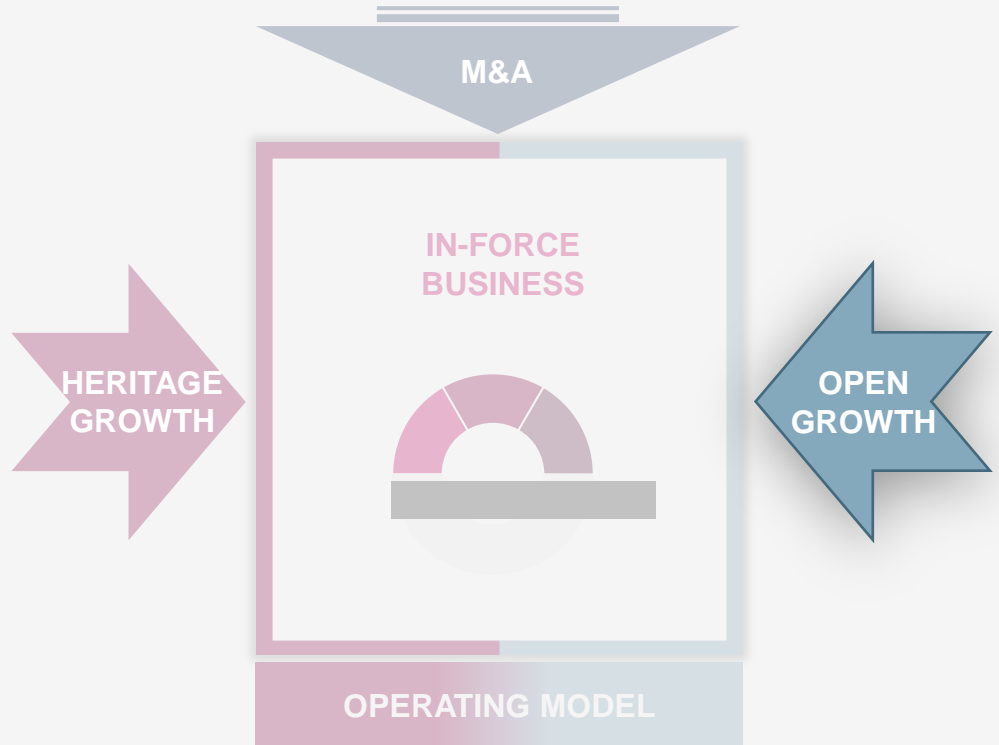 M&A
IN-FORCE
BUSINESS
HERITAGE
GROWTH
OPEN
GROWTH
OPERATING MODEL